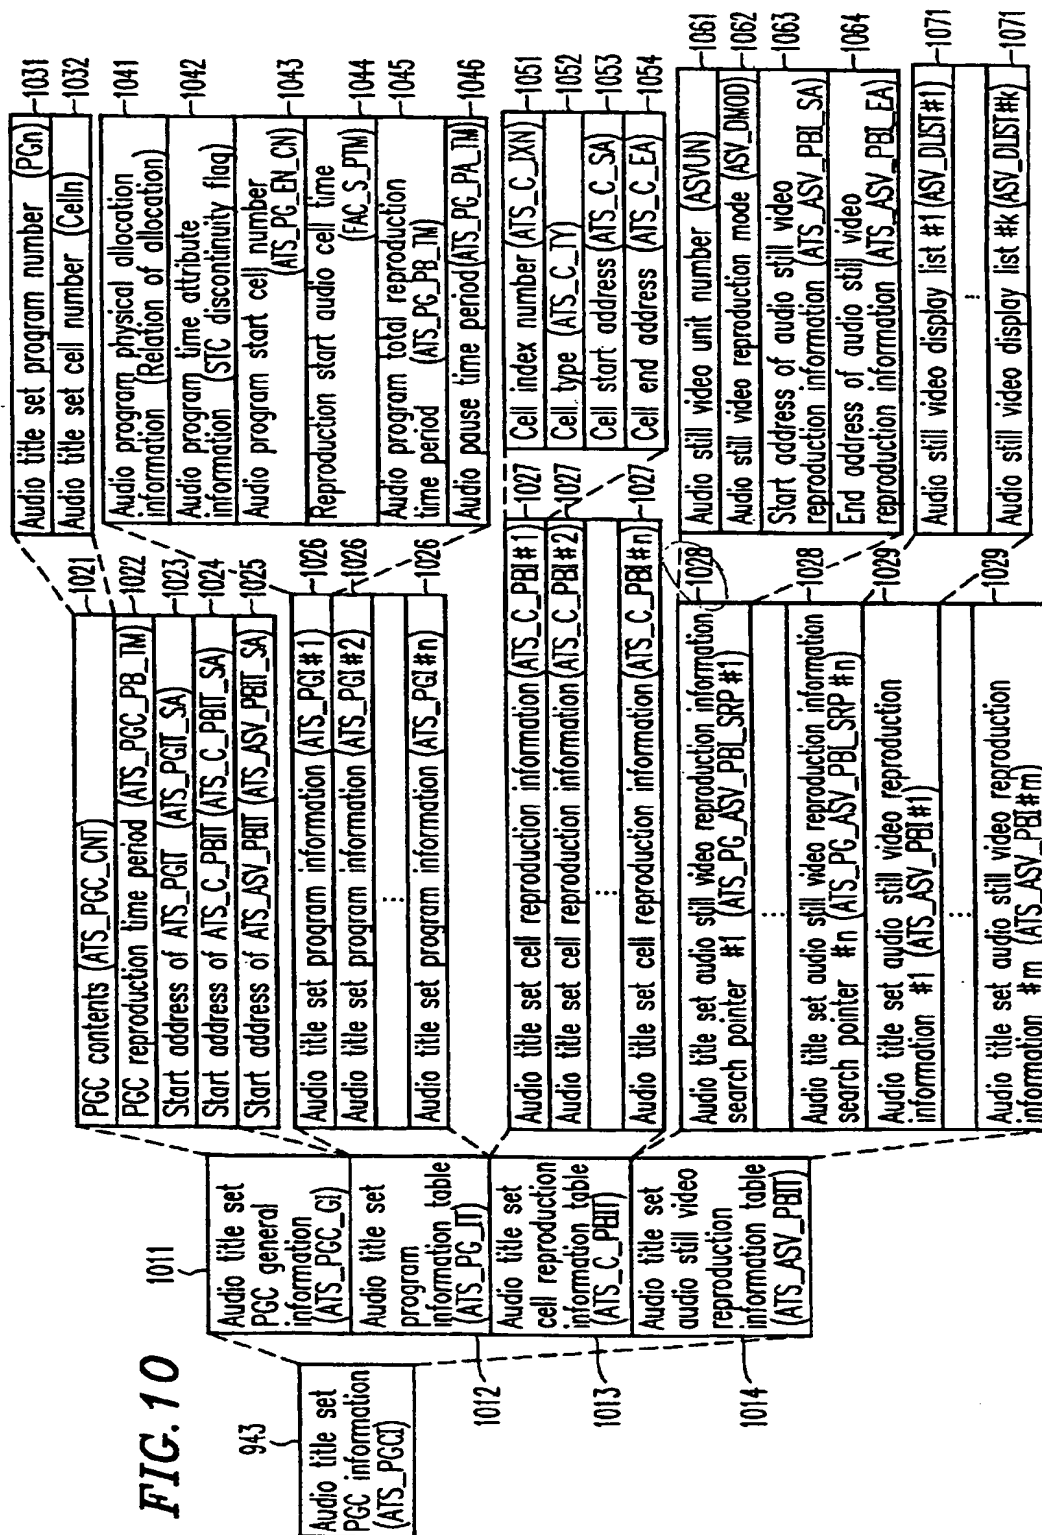 FIG. 10
943
Audio title set
PGC information
(ATS_PGCI)
1011
Audio title set
PGC general
information
(ATS_PGC_GI)
Audio title set
program
information table
(ATS_PG_IT)
Audio title set
cell reproduction
information table
(ATS_C_PBIT)
Audio title set
audio still video
reproduction
information table
(ATS_ASV_PBIT)
1012
1013
1014
PGC contents (ATS_PGC_CNT)
1021
PGC reproduction time period (ATS_PGC_PB_TM)
1022
Start address of ATS_PGIT (ATS_PGIT_SA)
1023
Start address of ATS_C_PBIT (ATS_C_PBIT_SA)
1024
Start address of ATS_ASV_PBIT (ATS_ASV_PBIT_SA)
1025
Audio title set program information (ATS_PGI#1)
1026
Audio title set program information (ATS_PGI#2)
1026
⋮
Audio title set program information (ATS_PGI#n)
1026
Audio title set cell reproduction information (ATS_C_PBI#1)
1027
Audio title set cell reproduction information (ATS_C_PBI#2)
1027
⋮
Audio title set cell reproduction information (ATS_C_PBI#n)
1027
Audio title set audio still video reproduction information
search pointer #1 (ATS_PG_ASV_PBI_SRP #1)
1028
⋮
Audio title set audio still video reproduction information
search pointer #n (ATS_PG_ASV_PBI_SRP #n)
1028
Audio title set audio still video reproduction
information #1 (ATS_ASV_PBI#1)
1029
⋮
Audio title set audio still video reproduction
information #m (ATS_ASV_PBI#m)
1029
Audio title set program number (PGn)
1031
Audio title set cell number (Celln)
1032
Audio program physical allocation
information (Relation of allocation)
1041
Audio program time attribute
information (STC discontinuity flag)
1042
Audio program start cell number
(ATS_PG_EN_CN)
1043
Reproduction start audio cell time
(FAC_S_PTM)
1044
Audio program total reproduction
time period (ATS_PG_PB_TM)
1045
Audio pause time period(ATS_PG_PA_TM)
1046
Cell index number (ATS_C_IXN)
1051
Cell type (ATS_C_TY)
1052
Cell start address (ATS_C_SA)
1053
Cell end address (ATS_C_EA)
1054
Audio still video unit number (ASVUN)
1061
Audio still video reproduction mode (ASV_DMOD)
1062
Start address of audio still video
reproduction information (ATS_ASV_PBI_SA)
1063
End address of audio still video
reproduction information (ATS_ASV_PBI_EA)
1064
Audio still video display list #1 (ASV_DLIST#1)
1071
⋮
Audio still video display list #k (ASV_DLIST#k)
1071